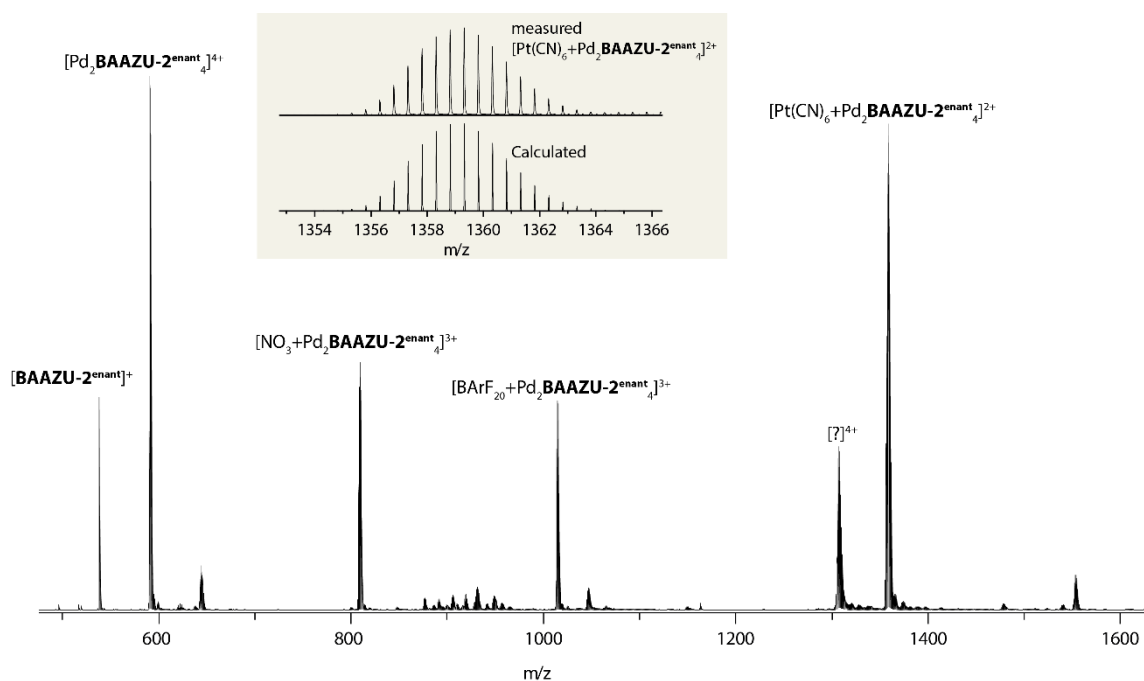 measured
[Pt(CN)₆+Pd₂BAAZU-2ᵉⁿᵃⁿᵗ₄]²⁺
Calculated
1354 1356 1358 1360 1362 1364 1366
m/z
[Pd₂BAAZU-2ᵉⁿᵃⁿᵗ₄]⁴⁺
[Pt(CN)₆+Pd₂BAAZU-2ᵉⁿᵃⁿᵗ₄]²⁺
[NO₃+Pd₂BAAZU-2ᵉⁿᵃⁿᵗ₄]³⁺
[BAAZU-2ᵉⁿᵃⁿᵗ]⁺
[BArF₂₀+Pd₂BAAZU-2ᵉⁿᵃⁿᵗ₄]³⁺
[?]⁴⁺
600 800 1000 1200 1400 1600
m/z